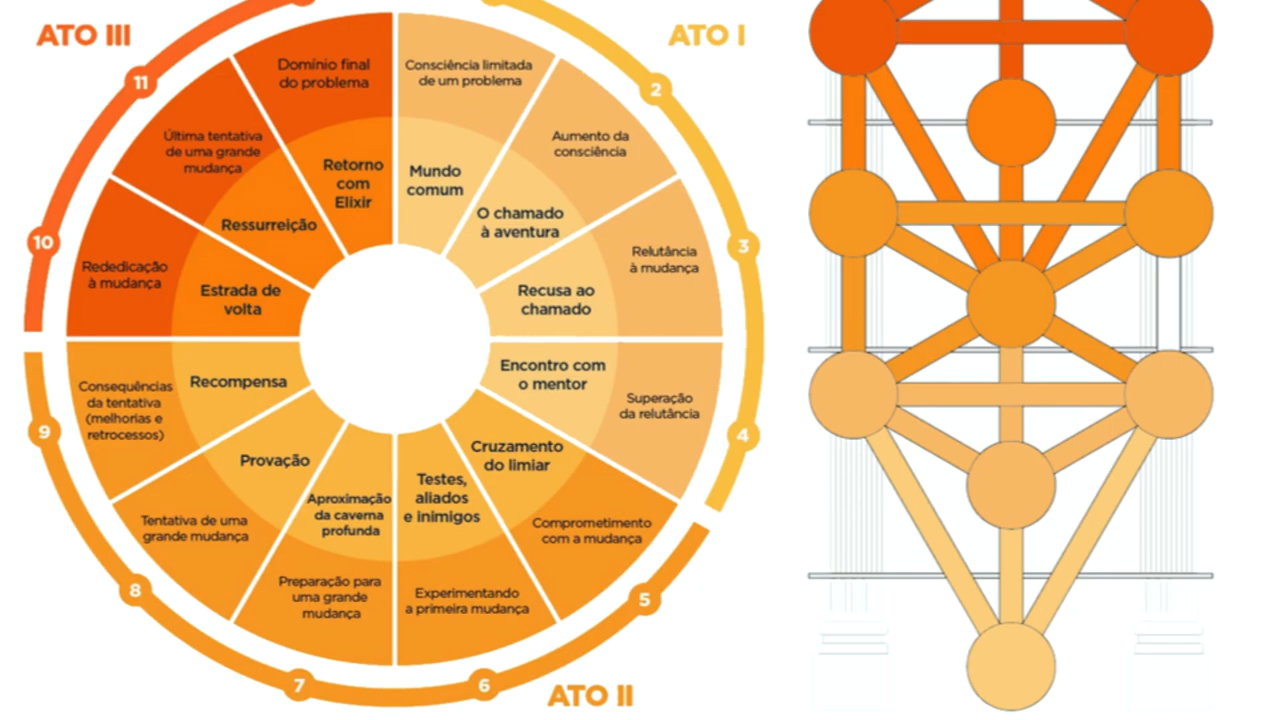 ATO III
ATO I
11
2
10
3
9
4
8
5
7
6
ATO II
Consciência limitada
de um problema
Mundo
comum
Aumento da
consciência
O chamado
à aventura
Relutância
à mudança
Recusa ao
chamado
Superação
da relutância
Encontro com
o mentor
Comprometimento
com a mudança
Cruzamento
do limiar
Experimentando
a primeira mudança
Testes,
aliados
e inimigos
Preparação para
uma grande
mudança
Aproximação
da caverna
profunda
Tentativa de uma
grande mudança
Provação
Consequências
da tentativa
(melhorias e
retrocessos)
Recompensa
Rededicação
à mudança
Estrada de
volta
Última tentativa
de uma grande
mudança
Ressurreição
Domínio final
do problema
Retorno
com
Elixir